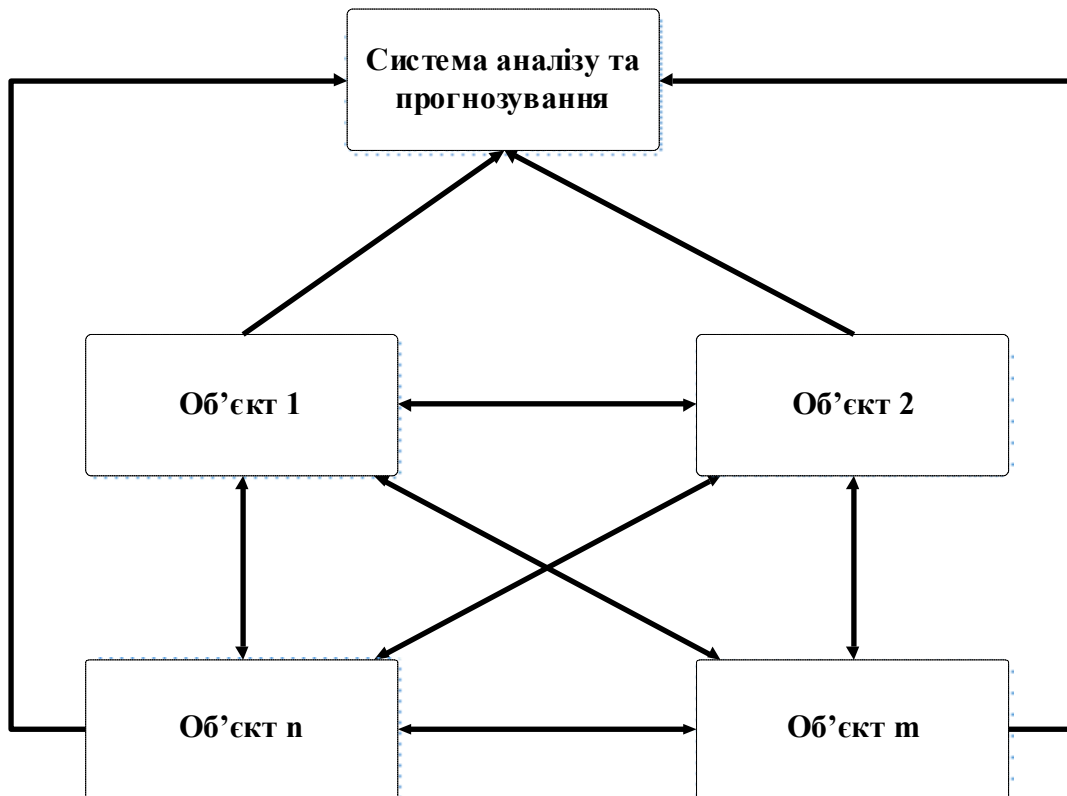 Система аналізу та
прогнозування
Об’єкт 1
Об’єкт 2
Об’єкт n
Об’єкт m